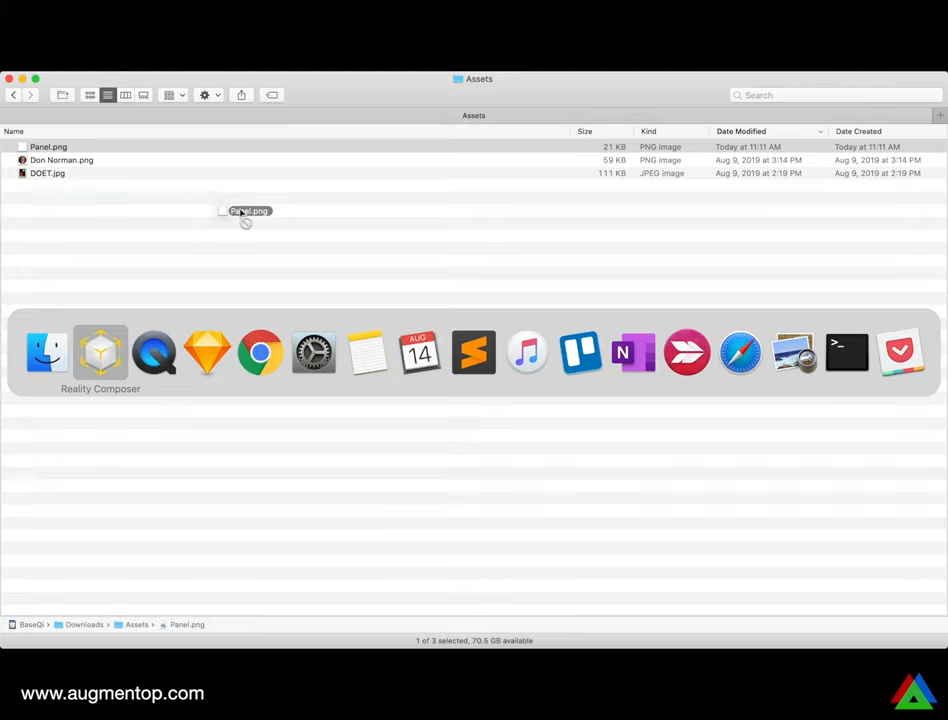 Assets
Search
Assets
Name Size Kind Date Modified Date Created
Panel.png 21 KB PNG image Today at 11:11 AM Today at 11:11 AM
Don Norman.png 59 KB PNG image Aug 9, 2019 at 3:14 PM Aug 9, 2019 at 3:14 PM
DOET.jpg 111 KB JPEG image Aug 9, 2019 at 2:19 PM Aug 9, 2019 at 2:19 PM
Panel.png
AUG
14
N
>_
Reality Composer
BaseQi › Downloads › Assets › Panel.png
1 of 3 selected, 70.5 GB available
www.augmentop.com